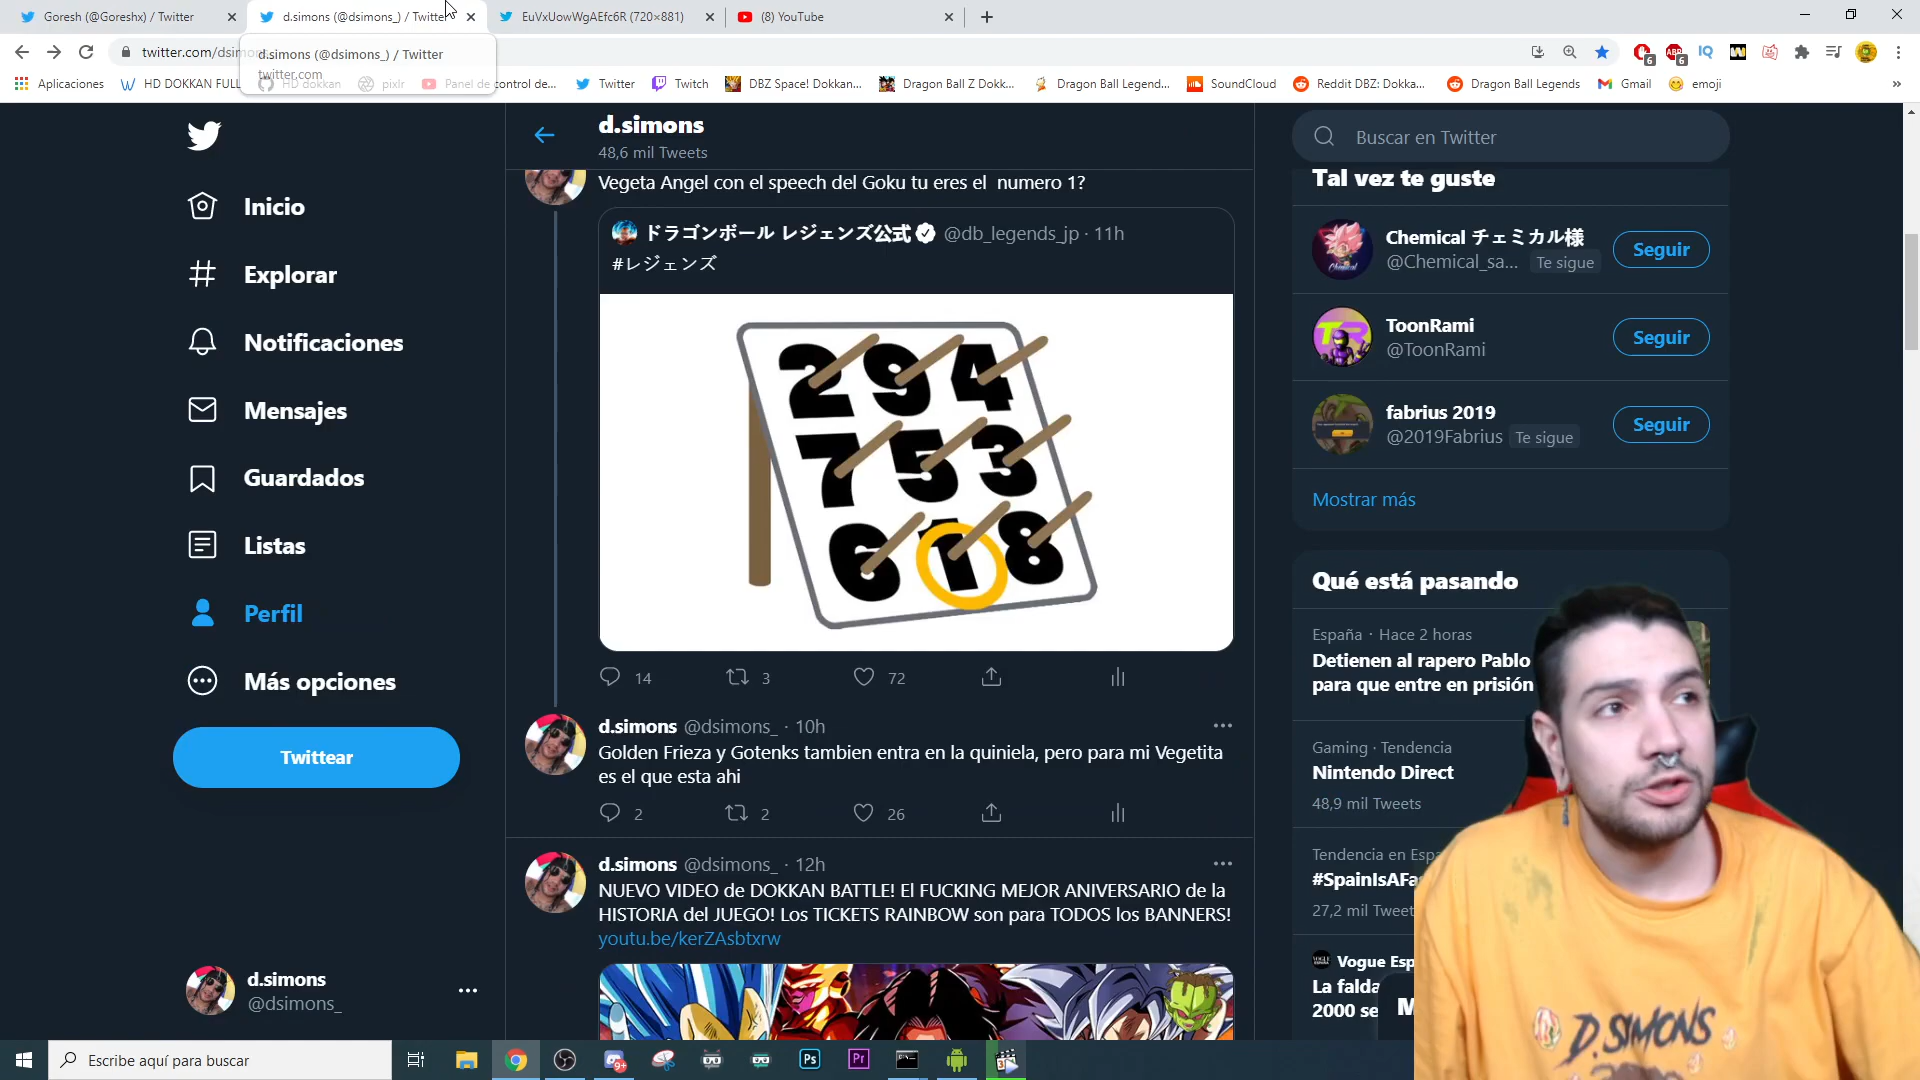 Goresh (@Goreshx) / Twitter
d.simons (@dsimons_) / Twitter
EuVxUowWgAEfc6R (720×881)
(8) YouTube
twitter.com/dsimons_
d.simons (@dsimons_) / Twitter
twitter.com
Aplicaciones
HD DOKKAN FULL
HD dokkan
pixlr
Panel de control de...
Twitter
Twitch
DBZ Space! Dokkan...
Dragon Ball Z Dokk...
Dragon Ball Legend...
SoundCloud
Reddit DBZ: Dokka...
Dragon Ball Legends
Gmail
emoji
Inicio
Explorar
Notificaciones
Mensajes
Guardados
Listas
Perfil
Más opciones
Twittear
d.simons
@dsimons_
d.simons
48,6 mil Tweets
Vegeta Angel con el speech del Goku tu eres el numero 1?
ドラゴンボール レジェンズ公式 @db_legends_jp · 11h
#レジェンズ
2 9 4
7 5 3
6 1 8
14 3 72
d.simons @dsimons_ · 10h
Golden Frieza y Gotenks tambien entra en la quiniela, pero para mi Vegetita
es el que esta ahi
2 2 26
d.simons @dsimons_ · 12h
NUEVO VIDEO de DOKKAN BATTLE! El FUCKING MEJOR ANIVERSARIO de la
HISTORIA del JUEGO! Los TICKETS RAINBOW son para TODOS los BANNERS!
youtu.be/kerZAsbtxrw
Buscar en Twitter
Tal vez te guste
Chemical チェミカル様
@Chemical_sa... Te sigue
Seguir
ToonRami
@ToonRami
Seguir
fabrius 2019
@2019Fabrius Te sigue
Seguir
Mostrar más
Qué está pasando
España · Hace 2 horas
Detienen al rapero Pablo
para que entre en prisión
Gaming · Tendencia
Nintendo Direct
48,9 mil Tweets
Tendencia en Espa
#SpainIsAFa
27,2 mil Tweet
Vogue Esp
La falda
2000 se
M
D.SIMONS
Escribe aquí para buscar